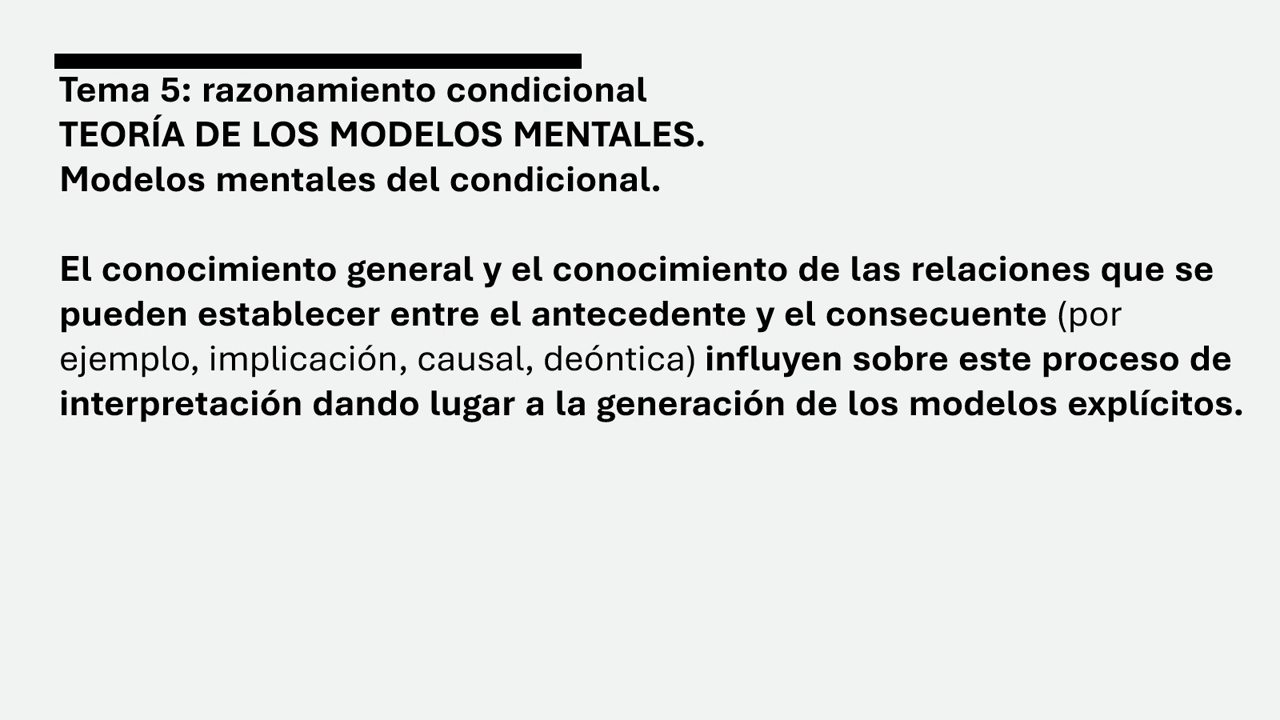 Tema 5: razonamiento condicional
TEORÍA DE LOS MODELOS MENTALES.
Modelos mentales del condicional.
El conocimiento general y el conocimiento de las relaciones que se
pueden establecer entre el antecedente y el consecuente (por
ejemplo, implicación, causal, deóntica) influyen sobre este proceso de
interpretación dando lugar a la generación de los modelos explícitos.